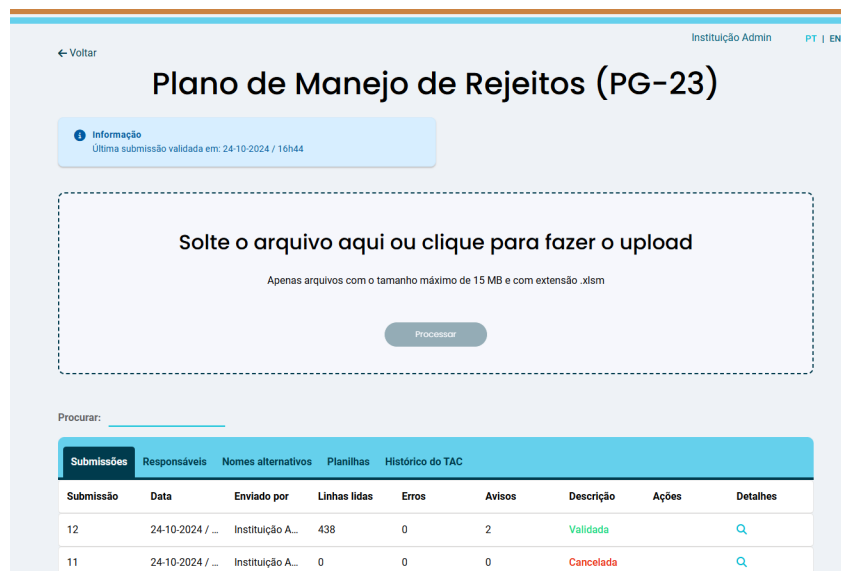 Instituição Admin PT | EN
← Voltar
Plano de Manejo de Rejeitos (PG-23)
Informação
Última submissão validada em: 24-10-2024 / 16h44
Solte o arquivo aqui ou clique para fazer o upload
Apenas arquivos com o tamanho máximo de 15 MB e com extensão .xlsm
Processar
Procurar:
Submissões Responsáveis Nomes alternativos Planilhas Histórico do TAC
Submissão Data Enviado por Linhas lidas Erros Avisos Descrição Ações Detalhes
12 24-10-2024 / ... Instituição A... 438 0 2 Validada
11 24-10-2024 / ... Instituição A... 0 0 0 Cancelada